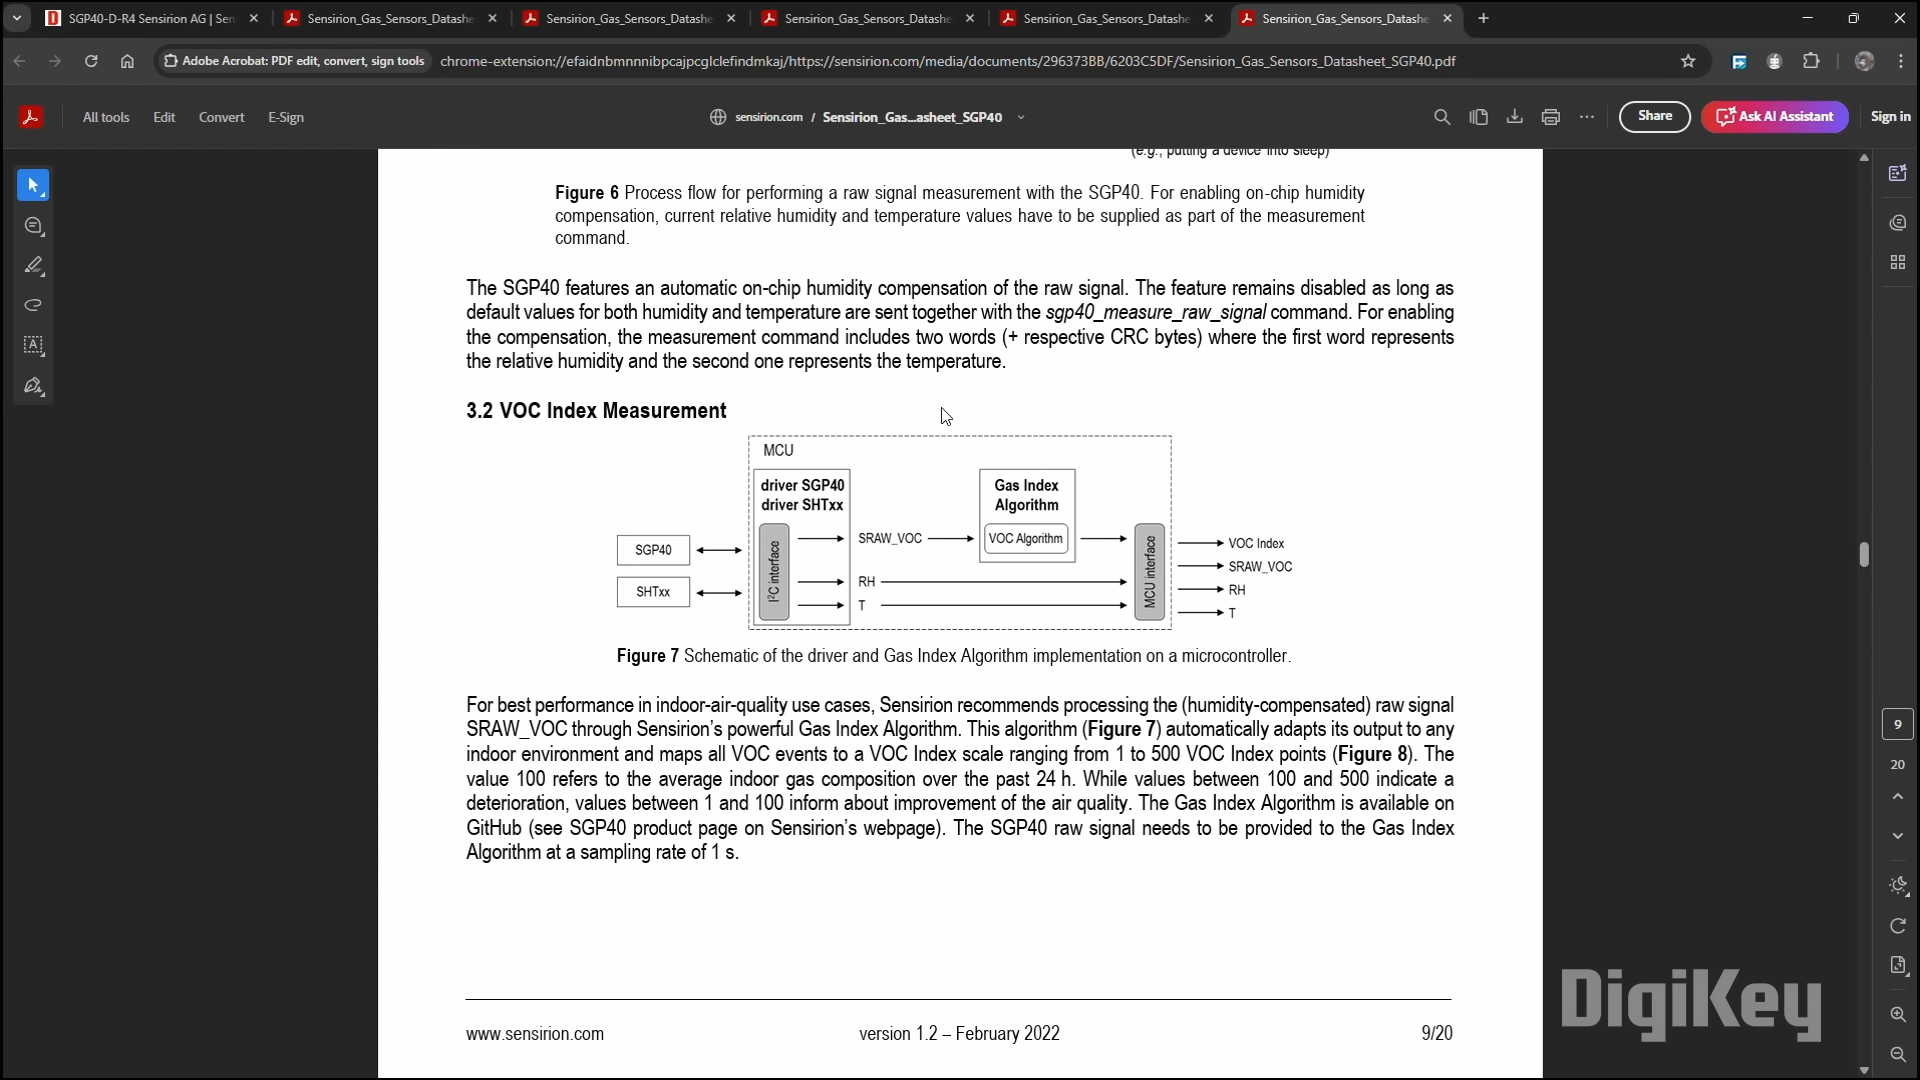 SGP40-D-R4 Sensirion AG | Sen
Sensirion_Gas_Sensors_Datashe
Sensirion_Gas_Sensors_Datashe
Sensirion_Gas_Sensors_Datashe
Sensirion_Gas_Sensors_Datashe
Sensirion_Gas_Sensors_Datashe
Adobe Acrobat: PDF edit, convert, sign tools
chrome-extension://efaidnbmnnnibpcajpcglclefindmkaj/https://sensirion.com/media/documents/296373BB/6203C5DF/Sensirion_Gas_Sensors_Datasheet_SGP40.pdf
All tools
Edit
Convert
E-Sign
sensirion.com / Sensirion_Gas...asheet_SGP40
Share
Ask AI Assistant
Sign in
(e.g., putting a device into sleep)
Figure 6 Process flow for performing a raw signal measurement with the SGP40. For enabling on-chip humidity
compensation, current relative humidity and temperature values have to be supplied as part of the measurement
command.
The SGP40 features an automatic on-chip humidity compensation of the raw signal. The feature remains disabled as long as
default values for both humidity and temperature are sent together with the sgp40_measure_raw_signal command. For enabling
the compensation, the measurement command includes two words (+ respective CRC bytes) where the first word represents
the relative humidity and the second one represents the temperature.
3.2 VOC Index Measurement
MCU
driver SGP40
driver SHTxx
Gas Index
Algorithm
SGP40
SHTxx
I²C interface
SRAW_VOC
VOC Algorithm
RH
T
MCU interface
VOC Index
SRAW_VOC
RH
T
Figure 7 Schematic of the driver and Gas Index Algorithm implementation on a microcontroller.
For best performance in indoor-air-quality use cases, Sensirion recommends processing the (humidity-compensated) raw signal
SRAW_VOC through Sensirion's powerful Gas Index Algorithm. This algorithm (Figure 7) automatically adapts its output to any
indoor environment and maps all VOC events to a VOC Index scale ranging from 1 to 500 VOC Index points (Figure 8). The
value 100 refers to the average indoor gas composition over the past 24 h. While values between 100 and 500 indicate a
deterioration, values between 1 and 100 inform about improvement of the air quality. The Gas Index Algorithm is available on
GitHub (see SGP40 product page on Sensirion's webpage). The SGP40 raw signal needs to be provided to the Gas Index
Algorithm at a sampling rate of 1 s.
9
20
www.sensirion.com
version 1.2 – February 2022
9/20
DigiKey